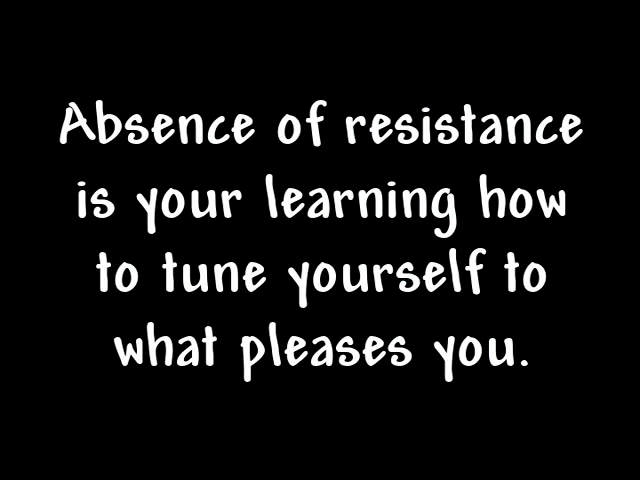 Absence of resistance
is your learning how
to tune yourself to
what pleases you.